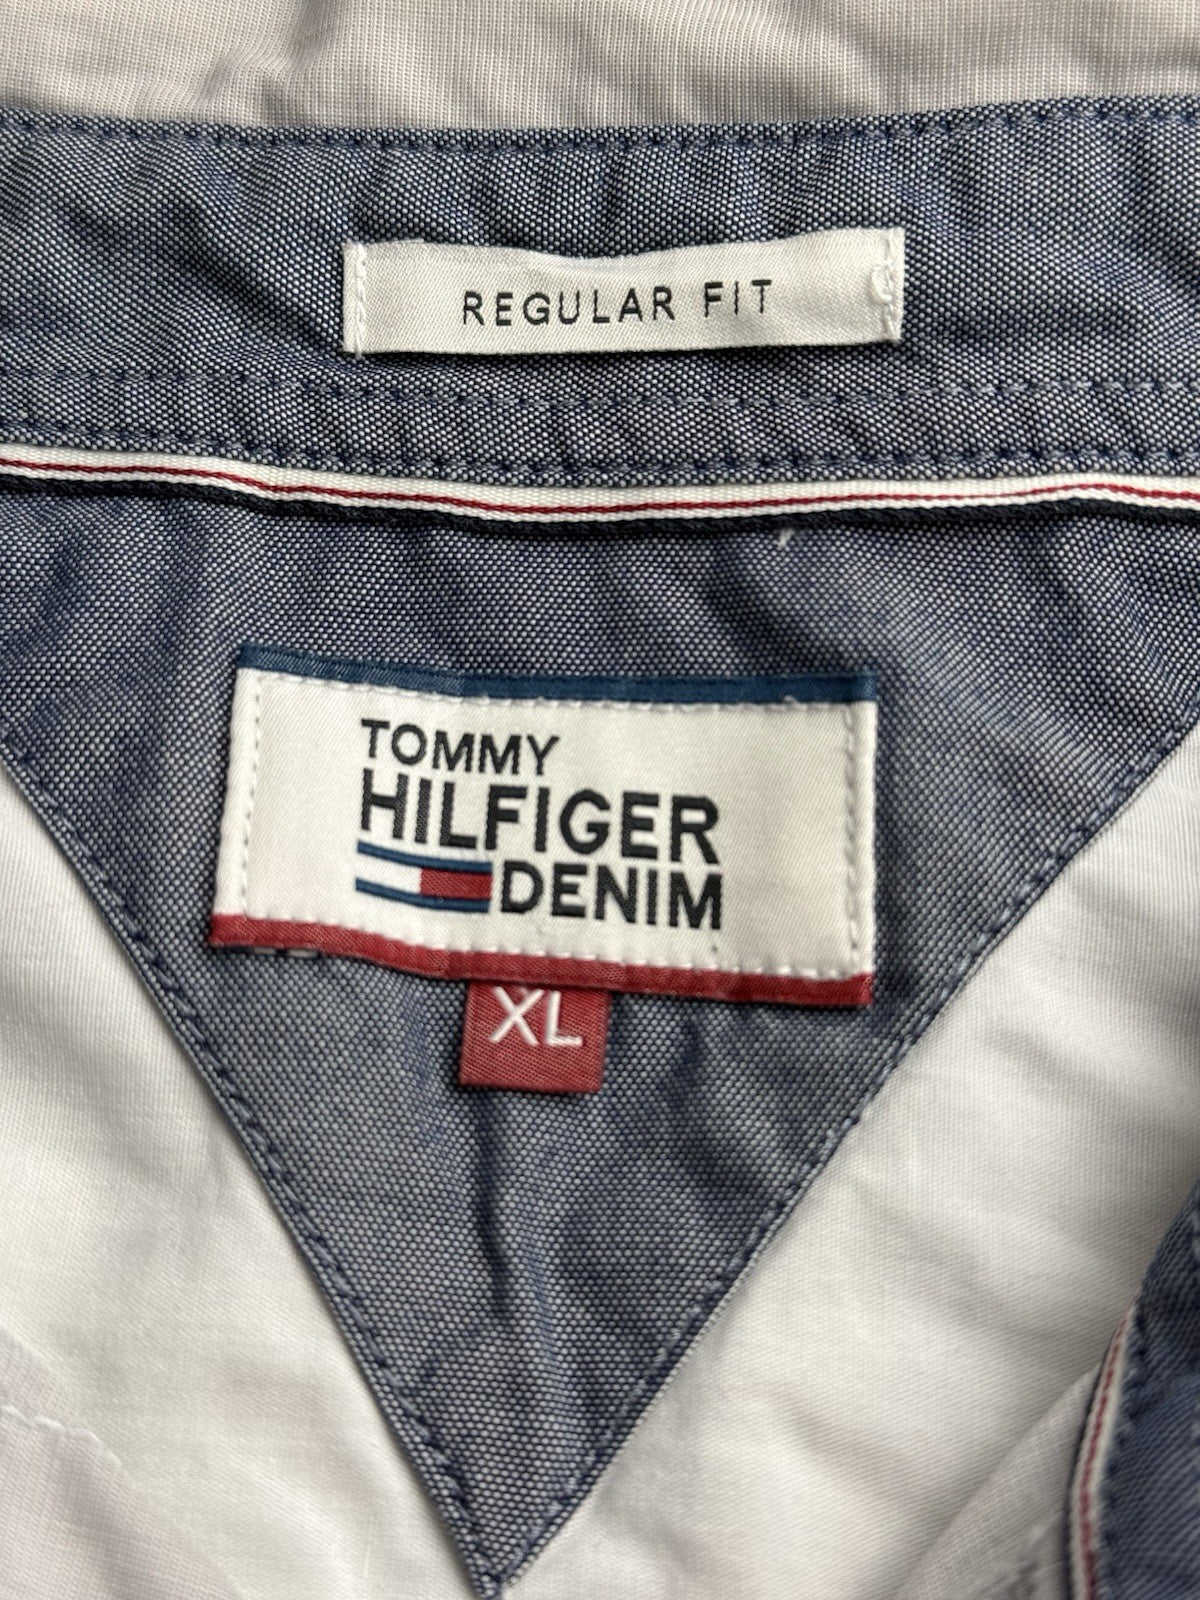 REGULAR FIT
TOMMY
HILFIGER
DENIM
XL